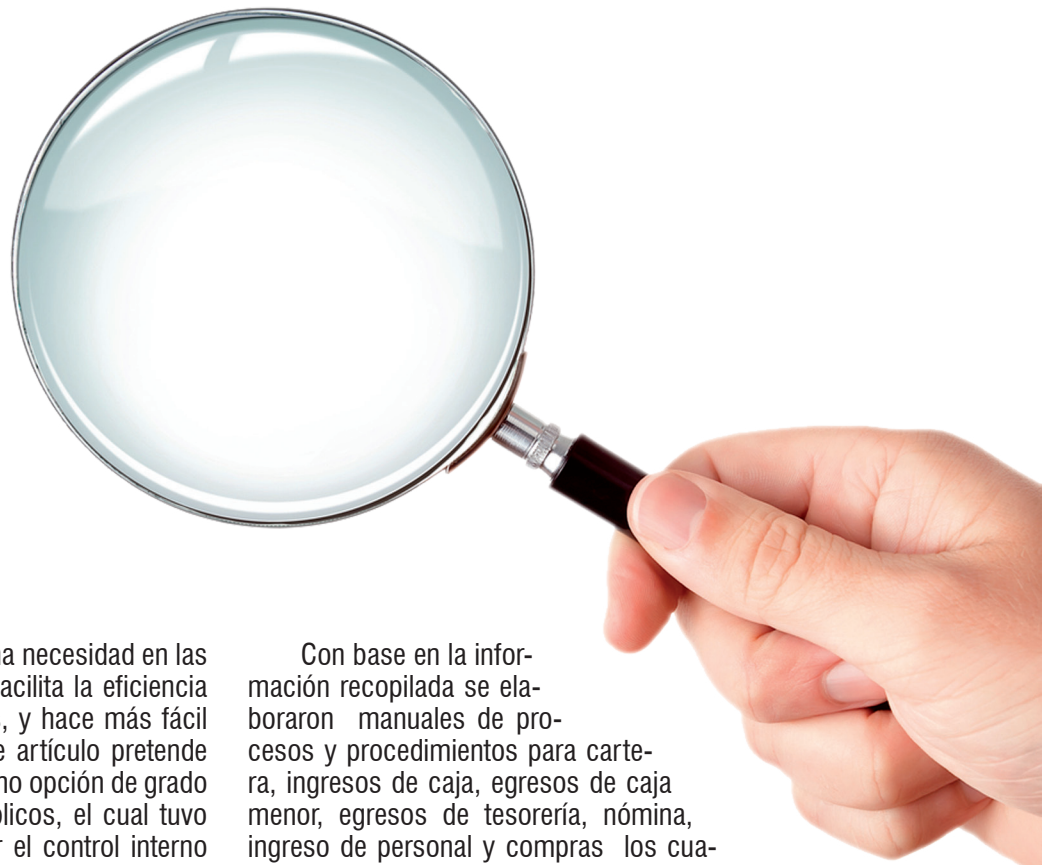 na necesidad en las
acilita la eficiencia
, y hace más fácil
e artículo pretende
no opción de grado
licos, el cual tuvo
r el control interno
Con base en la infor-
mación recopilada se ela-
boraron manuales de pro-
cesos y procedimientos para carte-
ra, ingresos de caja, egresos de caja
menor, egresos de tesorería, nómina,
ingreso de personal y compras los cua-